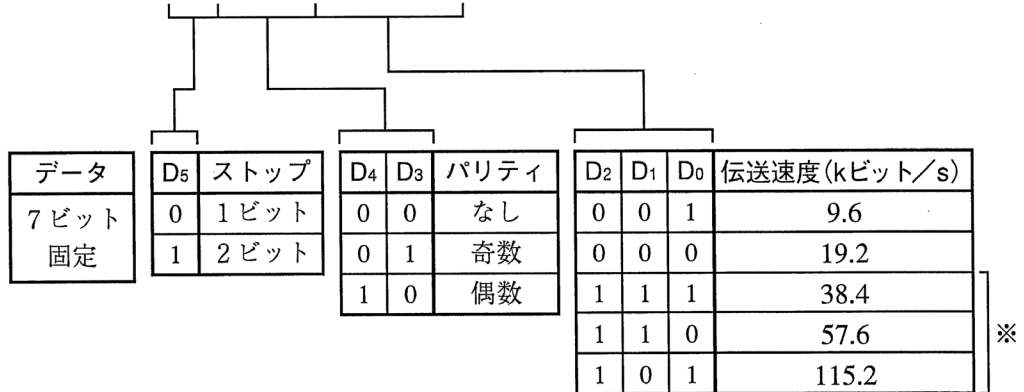 データ
7ビット
固定
D5 ストップ
0 1ビット
1 2ビット
D4 D3 パリティ
0 0 なし
0 1 奇数
1 0 偶数
D2 D1 D0 伝送速度(kビット/s)
0 0 1 9.6
0 0 0 19.2
1 1 1 38.4
1 1 0 57.6
1 0 1 115.2
※